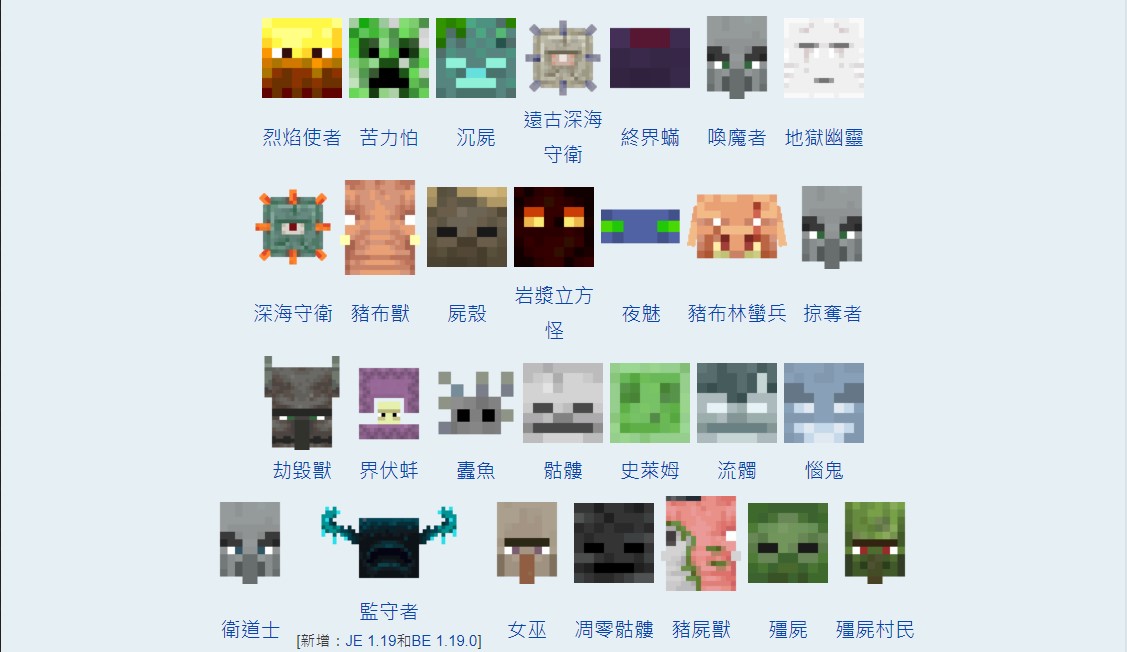 遠古深海
烈焰使者 苦力怕 沉屍 守衛 終界蟎 喚魔者 地獄幽靈
岩漿立方
深海守衛 豬布獸 屍殼 怪 夜魅 豬布林蠻兵 掠奪者
劫毀獸 界伏蚌 蠹魚 骷髏 史萊姆 流髑 惱鬼
監守者
衛道士 [新增：JE 1.19和BE 1.19.0] 女巫 凋零骷髏 豬屍獸 殭屍 殭屍村民